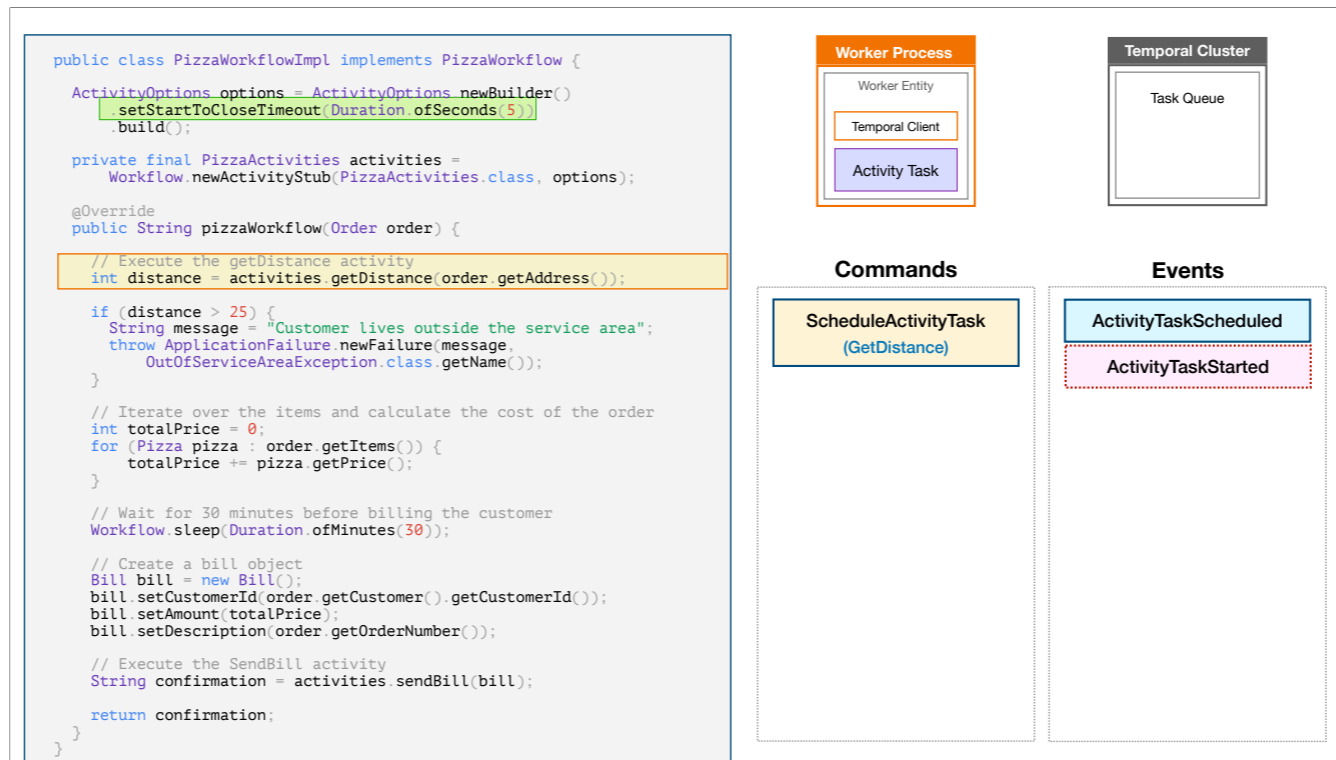 public class PizzaWorkflowImpl implements PizzaWorkflow {
ActivityOptions options = ActivityOptions.newBuilder()
.setStartToCloseTimeout(Duration.ofSeconds(5))
.build();
private final PizzaActivities activities =
Workflow.newActivityStub(PizzaActivities.class, options);
@Override
public String pizzaWorkflow(Order order) {
// Execute the getDistance activity
int distance = activities.getDistance(order.getAddress());
if (distance > 25) {
String message = "Customer lives outside the service area";
throw ApplicationFailure.newFailure(message,
OutOfServiceAreaException.class.getName());
}
// Iterate over the items and calculate the cost of the order
int totalPrice = 0;
for (Pizza pizza : order.getItems()) {
totalPrice += pizza.getPrice();
}
// Wait for 30 minutes before billing the customer
Workflow.sleep(Duration.ofMinutes(30));
// Create a bill object
Bill bill = new Bill();
bill.setCustomerId(order.getCustomer().getCustomerId());
bill.setAmount(totalPrice);
bill.setDescription(order.getOrderNumber());
// Execute the SendBill activity
String confirmation = activities.sendBill(bill);
return confirmation;
}
}
Worker Process
Worker Entity
Temporal Client
Activity Task
Temporal Cluster
Task Queue
Commands
ScheduleActivityTask
(GetDistance)
Events
ActivityTaskScheduled
ActivityTaskStarted